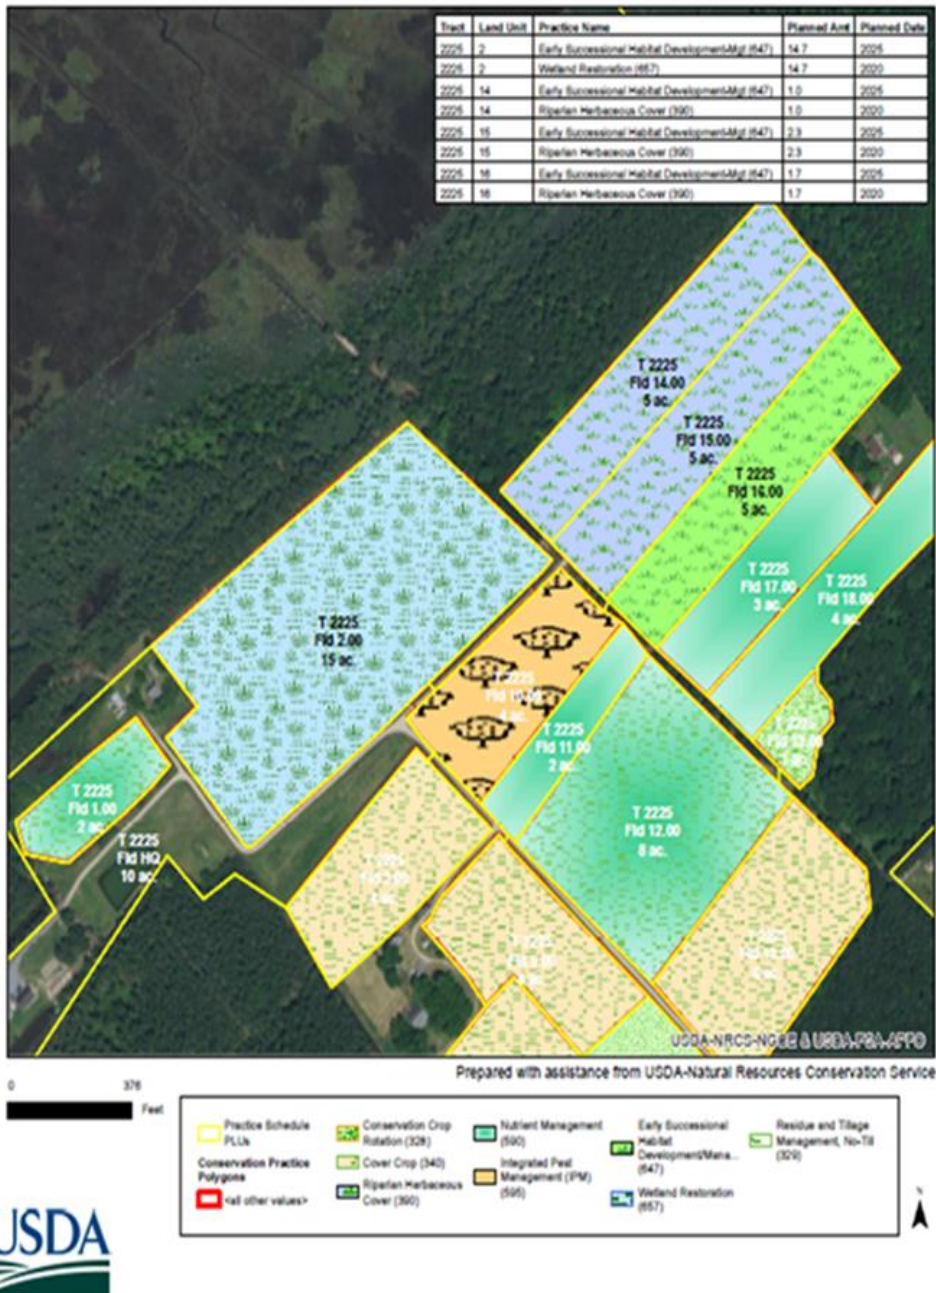 Tract Land Unit Practice Name Planned Amt Planned Date
2225 2 Early Successional Habitat Development-Mgt (647) 14.7 2025
2225 2 Wetland Restoration (657) 14.7 2020
2225 14 Early Successional Habitat Development-Mgt (647) 1.0 2025
2225 14 Riparian Herbaceous Cover (390) 1.0 2020
2225 15 Early Successional Habitat Development-Mgt (647) 2.3 2025
2225 15 Riparian Herbaceous Cover (390) 2.3 2020
2225 16 Early Successional Habitat Development-Mgt (647) 1.7 2025
2225 16 Riparian Herbaceous Cover (390) 1.7 2020
T 2225
Fld 14.00
5 ac.
T 2225
Fld 15.00
5 ac.
T 2225
Fld 16.00
5 ac.
T 2225
Fld 17.00
3 ac.
T 2225
Fld 18.00
4 ac.
T 2225
Fld 2.00
15 ac.
T 2225
Fld 11.00
2 ac.
T 2225
Fld 1.00
2 ac.
T 2225
Fld HQ
10 ac.
T 2225
Fld 12.00
8 ac.
USDA-NRCS-NGCE & USDA-FSA-APFO
Prepared with assistance from USDA-Natural Resources Conservation Service
0 376
Feet
Practice Schedule
PLUs
Conservation Practice
Polygons
<all other values>
Conservation Crop
Rotation (328)
Cover Crop (340)
Riparian Herbaceous
Cover (390)
Nutrient Management
(590)
Integrated Pest
Management (IPM)
(595)
Early Successional
Habitat
Development/Mana...
(647)
Wetland Restoration
(657)
Residue and Tillage
Management, No-Till
(329)
N
USDA